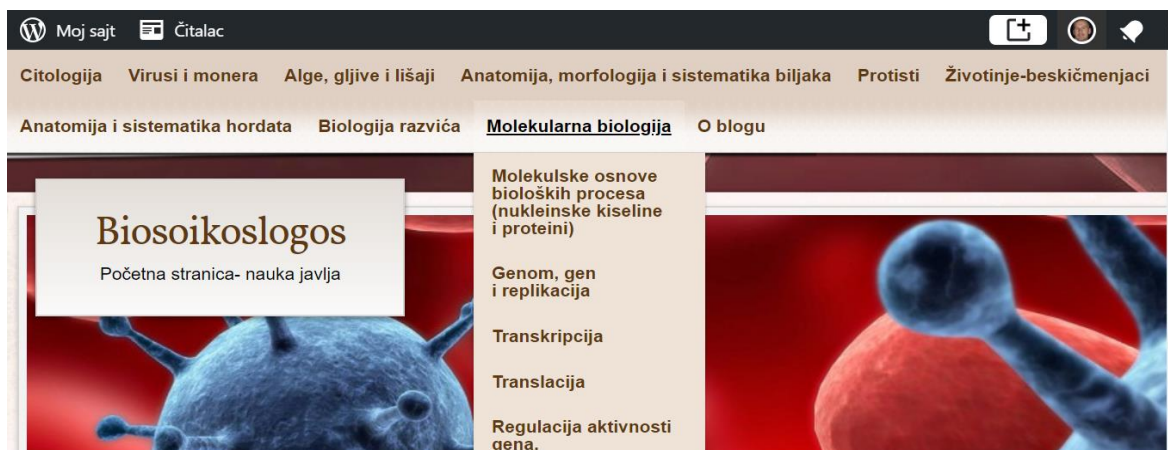 Moj sajt Čitalac
Citologija Virusi i monera Alge, gljive i lišaji Anatomija, morfologija i sistematika biljaka Protisti Životinje-beskičmenjaci
Anatomija i sistematika hordata Biologija razvića Molekularna biologija O blogu
Biosoikoslogos
Početna stranica- nauka javlja
Molekulske osnove
bioloških procesa
(nukleinske kiseline
i proteini)
Genom, gen
i replikacija
Transkripcija
Translacija
Regulacija aktivnosti
gena.